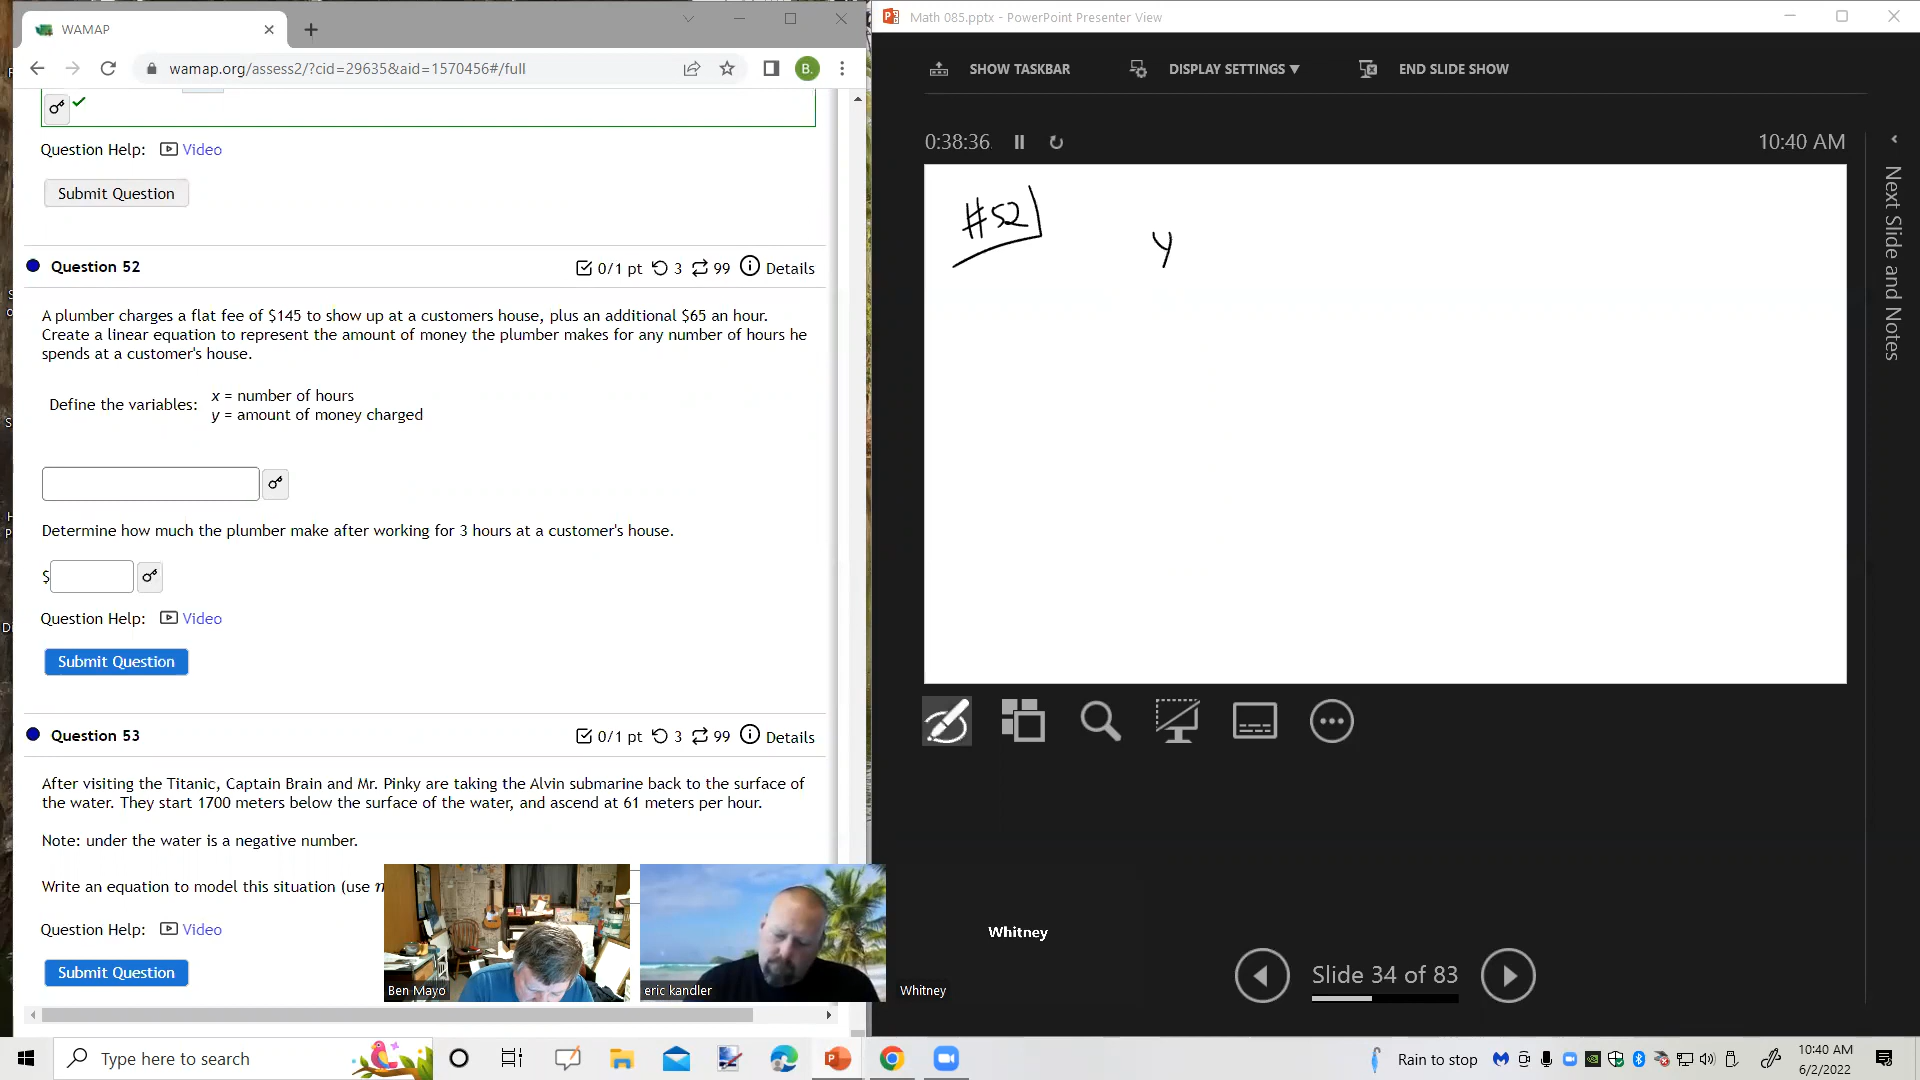 WAMAP
wamap.org/assess2/?cid=29635&aid=1570456#/full
B.
Question Help: Video
Submit Question
Question 52
0/1 pt 3 99 Details
A plumber charges a flat fee of $145 to show up at a customers house, plus an additional $65 an hour.
Create a linear equation to represent the amount of money the plumber makes for any number of hours he
spends at a customer's house.
Define the variables:
x = number of hours
y = amount of money charged
Determine how much the plumber make after working for 3 hours at a customer's house.
$
Question Help: Video
Submit Question
Question 53
0/1 pt 3 99 Details
After visiting the Titanic, Captain Brain and Mr. Pinky are taking the Alvin submarine back to the surface of
the water. They start 1700 meters below the surface of the water, and ascend at 61 meters per hour.
Note: under the water is a negative number.
Write an equation to model this situation (use
Question Help: Video
Submit Question
Ben Mayo
eric kandler
Whitney
Math 085.pptx - PowerPoint Presenter View
SHOW TASKBAR
DISPLAY SETTINGS ▼
END SLIDE SHOW
0:38:36
10:40 AM
#52
y
Next Slide and Notes
Whitney
Slide 34 of 83
Type here to search
Rain to stop
10:40 AM
6/2/2022